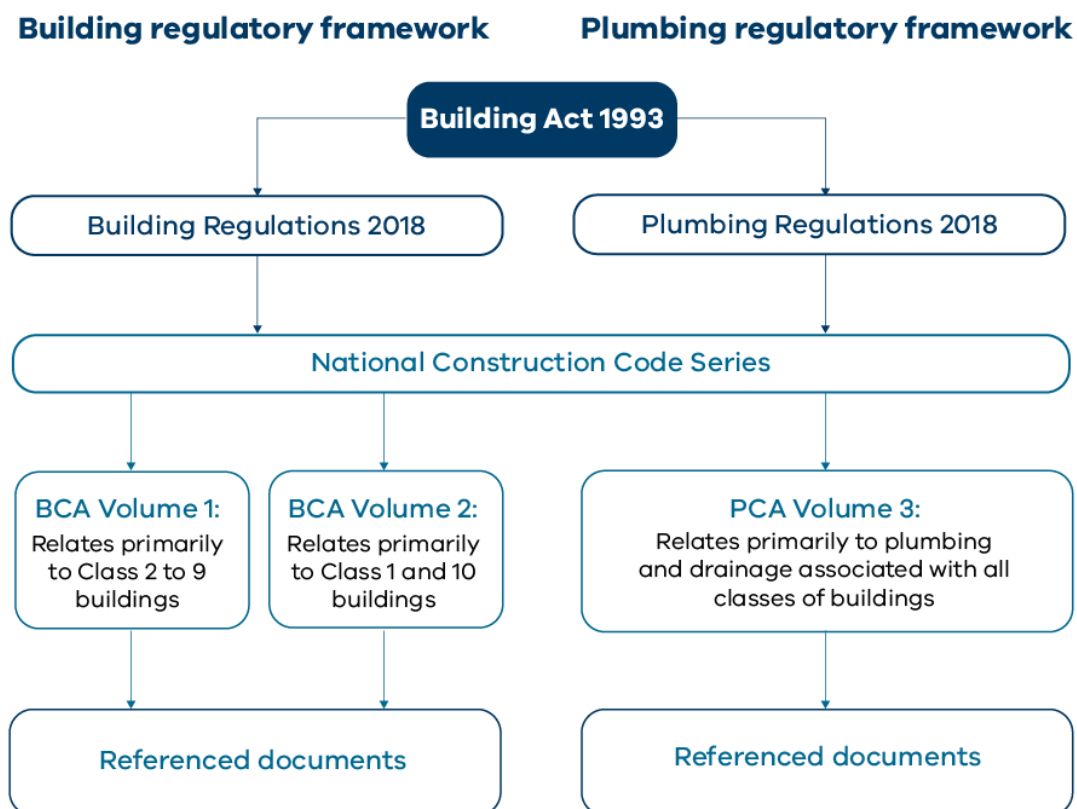 Building regulatory framework
Plumbing regulatory framework
Building Act 1993
Building Regulations 2018
Plumbing Regulations 2018
National Construction Code Series
BCA Volume 1:
Relates primarily
to Class 2 to 9
buildings
BCA Volume 2:
Relates primarily
to Class 1 and 10
buildings
PCA Volume 3:
Relates primarily to plumbing
and drainage associated with all
classes of buildings
Referenced documents
Referenced documents